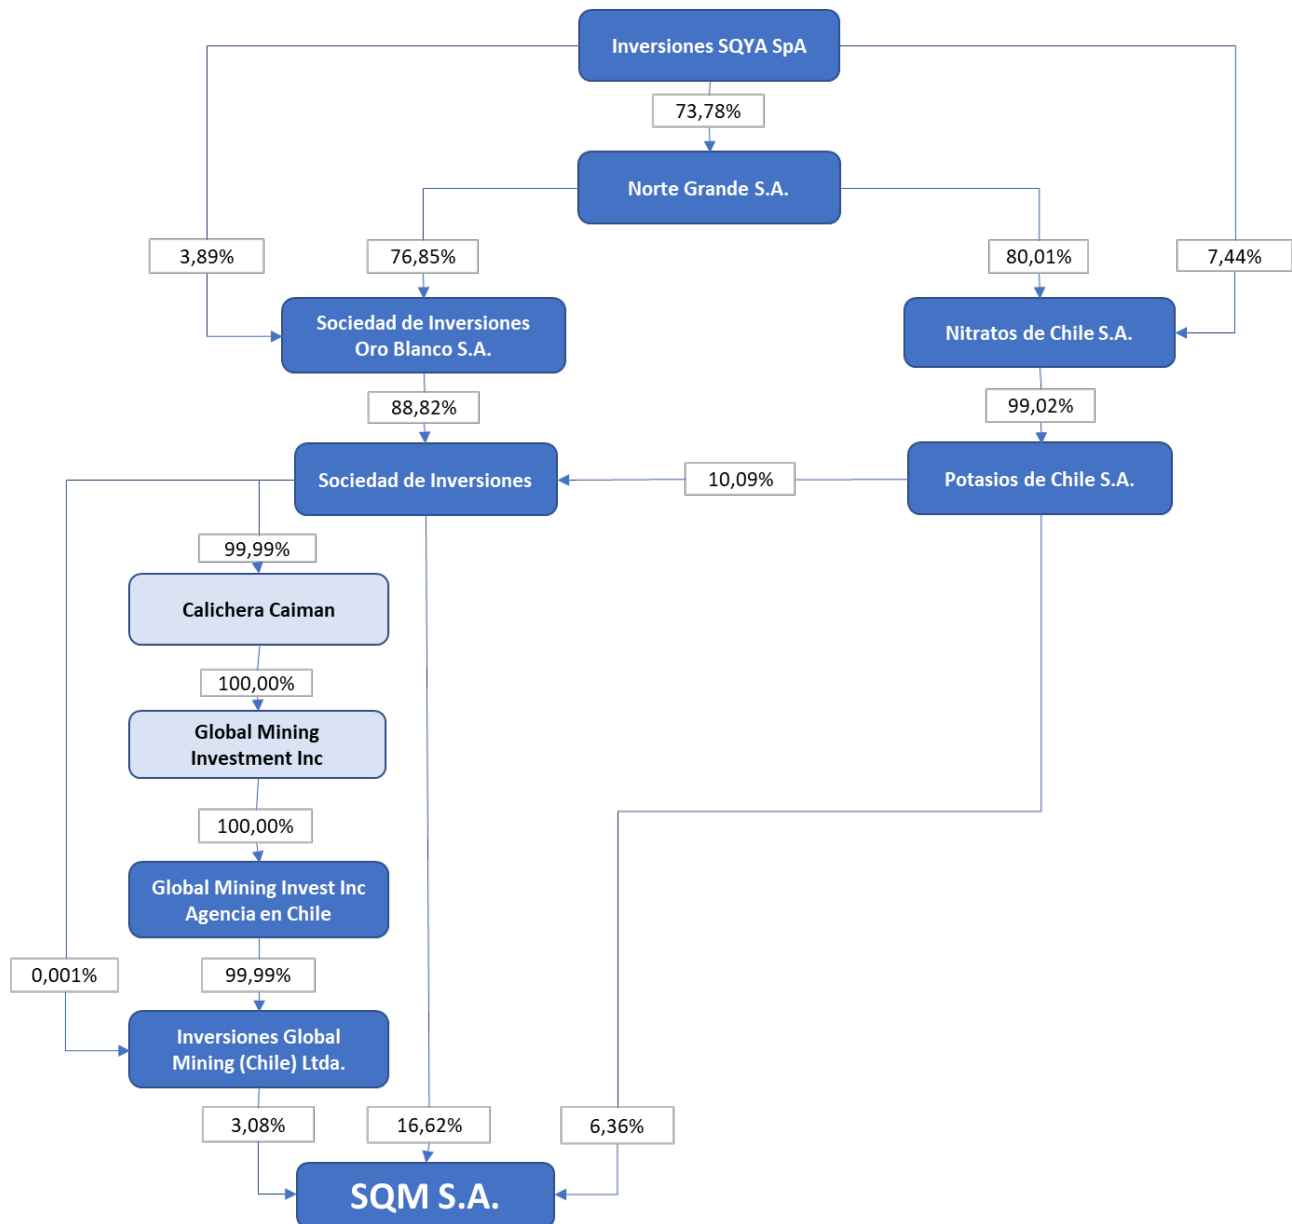 Inversiones SQYA SpA
73,78%
Norte Grande S.A.
3,89%
76,85%
80,01%
7,44%
Sociedad de Inversiones
Oro Blanco S.A.
Nitratos de Chile S.A.
88,82%
99,02%
Sociedad de Inversiones
10,09%
Potasios de Chile S.A.
99,99%
Calichera Caiman
100,00%
Global Mining
Investment Inc
100,00%
Global Mining Invest Inc
Agencia en Chile
0,001%
99,99%
Inversiones Global
Mining (Chile) Ltda.
3,08%
16,62%
6,36%
SQM S.A.